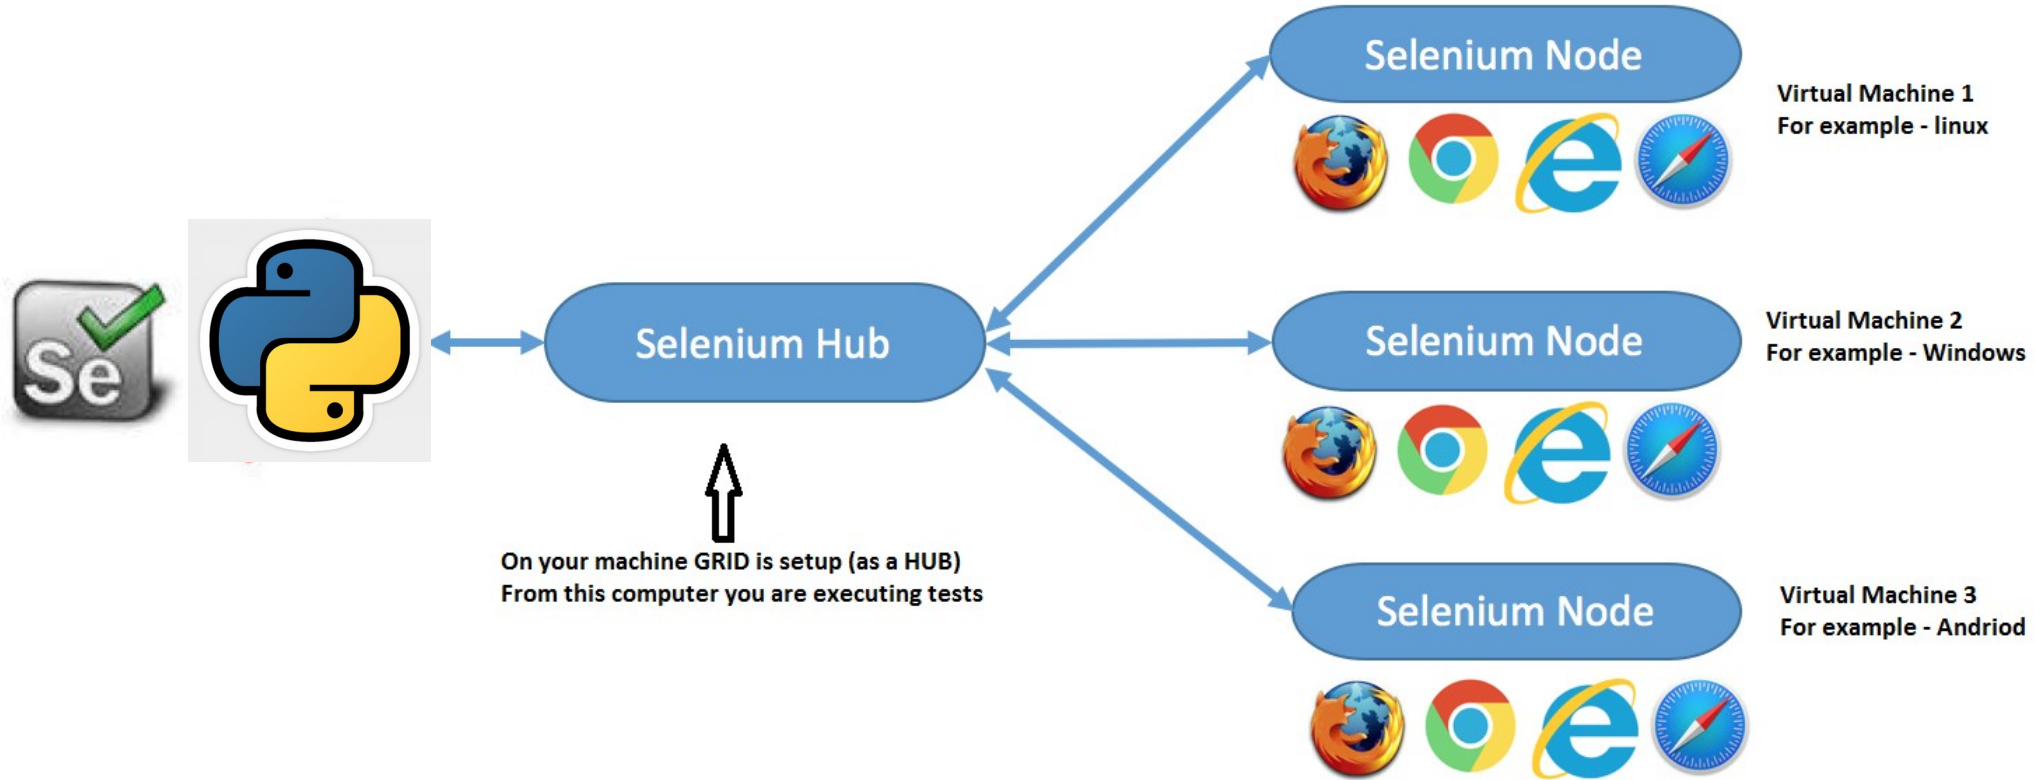 Selenium Node
Virtual Machine 1
For example - linux
Se
Selenium Hub
Selenium Node
Virtual Machine 2
For example - Windows
On your machine GRID is setup (as a HUB)
From this computer you are executing tests
Selenium Node
Virtual Machine 3
For example - Andriod